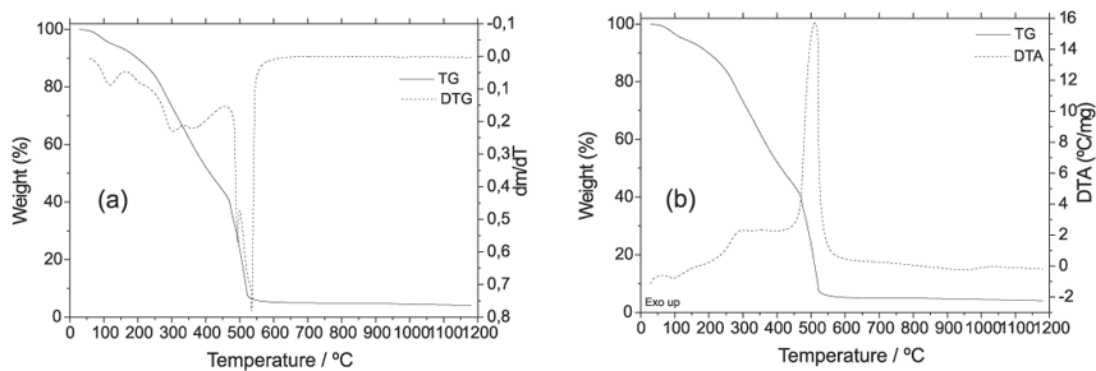 100
80
60
40
20
0
Weight (%)
0 100 200 300 400 500 600 700 800 900 1000 1100 1200
Temperature / ºC
-0,1
0,0
0,1
0,2
0,3
0,4
0,5
0,6
0,7
0,8
dm/dT
TG
DTG
(a)
100
80
60
40
20
0
Weight (%)
0 100 200 300 400 500 600 700 800 900 1000 1100 1200
Temperature / ºC
16
14
12
10
8
6
4
2
0
-2
DTA (ºC/mg)
TG
DTA
(b)
Exo up